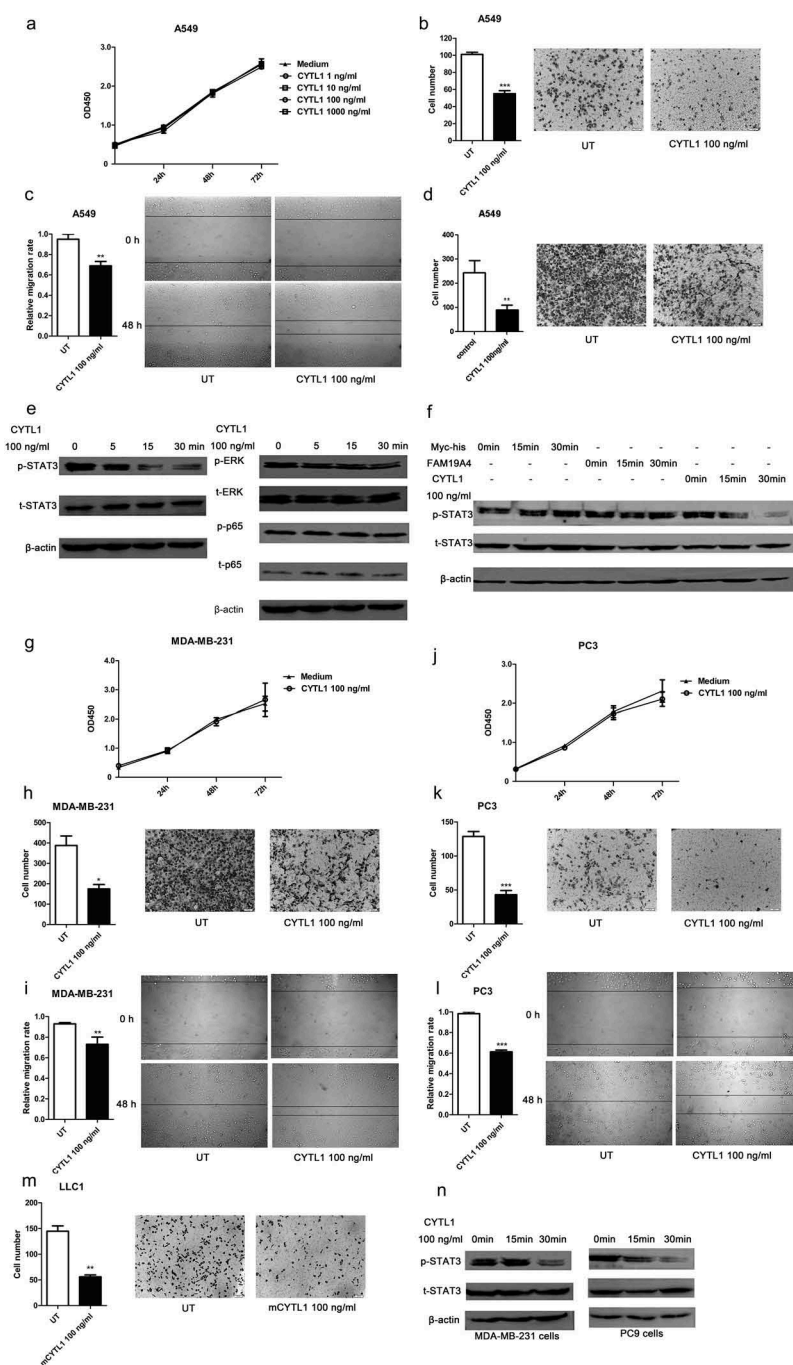 a
A549
OD450
3.0
2.0
1.0
0
24h
48h
72h
Medium
CYTL1 1 ng/ml
CYTL1 10 ng/ml
CYTL1 100 ng/ml
CYTL1 1000 ng/ml
b
A549
Cell number
120
100
80
60
40
20
0
***
UT
CYTL1 100 ng/ml
UT
CYTL1 100 ng/ml
c
A549
Relative migration rate
1.0
0.8
0.6
0.4
0.2
0.0
**
UT
CYTL1 100 ng/ml
0 h
48 h
UT
CYTL1 100 ng/ml
d
A549
Cell number
400
300
200
100
0
**
control
CYTL1 100ng/ml
UT
CYTL1 100 ng/ml
e
CYTL1
100 ng/ml 0 5 15 30 min
p-STAT3
t-STAT3
β-actin
CYTL1
100 ng/ml 0 5 15 30 min
p-ERK
t-ERK
p-p65
t-p65
β-actin
f
Myc-his 0min 15min 30min - - - - - -
FAM19A4 - - - 0min 15min 30min - - -
CYTL1 - - - - - - 0min 15min 30min
100 ng/ml
p-STAT3
t-STAT3
β-actin
g
MDA-MB-231
OD450
4.0
3.0
2.0
1.0
0
24h
48h
72h
Medium
CYTL1 100 ng/ml
j
PC3
OD450
3.0
2.0
1.0
0
24h
48h
72h
Medium
CYTL1 100 ng/ml
h
MDA-MB-231
Cell number
500
400
300
200
100
0
*
UT
CYTL1 100 ng/ml
UT
CYTL1 100 ng/ml
k
PC3
Cell number
150
100
50
0
***
UT
CYTL1 100 ng/ml
UT
CYTL1 100 ng/ml
i
MDA-MB-231
Relative migration rate
1.0
0.8
0.6
0.4
0.2
0.0
**
UT
CYTL1 100 ng/ml
0 h
48 h
UT
CYTL1 100 ng/ml
l
PC3
Relative migration rate
1.0
0.8
0.6
0.4
0.2
0.0
***
UT
CYTL1 100 ng/ml
0 h
48 h
UT
CYTL1 100 ng/ml
m
LLC1
Cell number
200
150
100
50
0
**
UT
mCYTL1 100 ng/ml
UT
mCYTL1 100 ng/ml
n
CYTL1
100 ng/ml 0min 15min 30min 0min 15min 30min
p-STAT3
t-STAT3
β-actin
MDA-MB-231 cells
PC9 cells